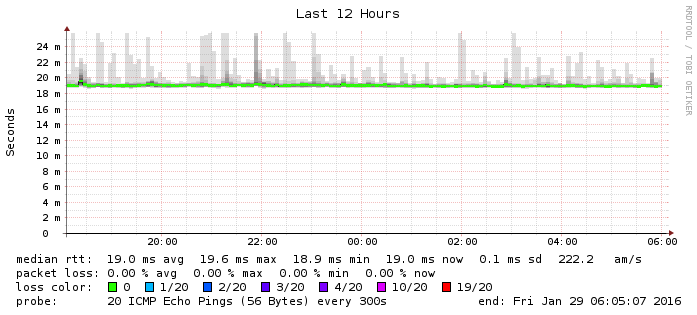 Last 12 Hours
RRDTOOL / TOBI OETIKER
Seconds
24 m
22 m
20 m
18 m
16 m
14 m
12 m
10 m
8 m
6 m
4 m
2 m
0
20:00 22:00 00:00 02:00 04:00 06:00
median rtt: 19.0 ms avg 19.6 ms max 18.9 ms min 19.0 ms now 0.1 ms sd 222.2 am/s
packet loss: 0.00 % avg 0.00 % max 0.00 % min 0.00 % now
loss color: 0 1/20 2/20 3/20 4/20 10/20 19/20
probe: 20 ICMP Echo Pings (56 Bytes) every 300s end: Fri Jan 29 06:05:07 2016